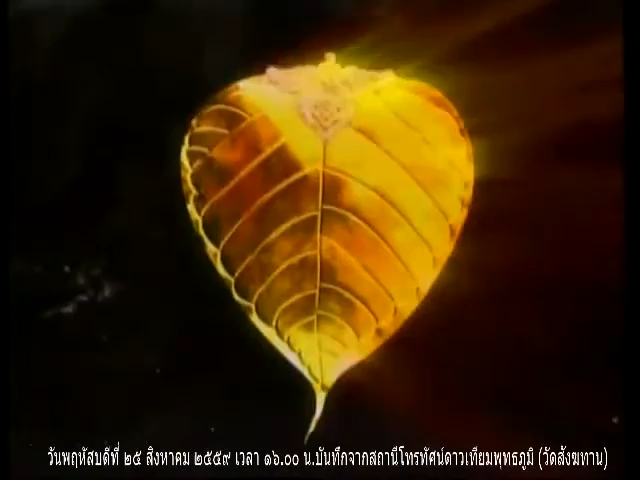 วันพฤหัสบดีที่ ๒๕ สิงหาคม ๒๕๕๙ เวลา ๑๖.๐๐ น.บันทึกจากสถานีโทรทัศน์ดาวเทียมพุทธภูมิ (วัดสังฆทาน)